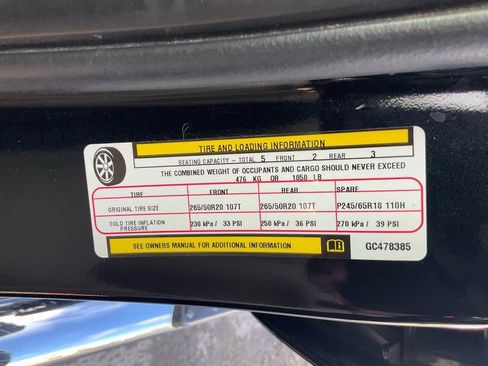 TIRE AND LOADING INFORMATION
SEATING CAPACITY - TOTAL 5 FRONT 2 REAR 3
THE COMBINED WEIGHT OF OCCUPANTS AND CARGO SHOULD NEVER EXCEED
476 KG OR 1050 LB
TIRE FRONT REAR SPARE
ORIGINAL TIRE SIZE 265/50R20 107T 265/50R20 107T P245/65R18 110H
COLD TIRE INFLATION PRESSURE 230 kPa / 33 PSI 250 kPa / 36 PSI 270 kPa / 39 PSI
SEE OWNERS MANUAL FOR ADDITIONAL INFORMATION GC478385